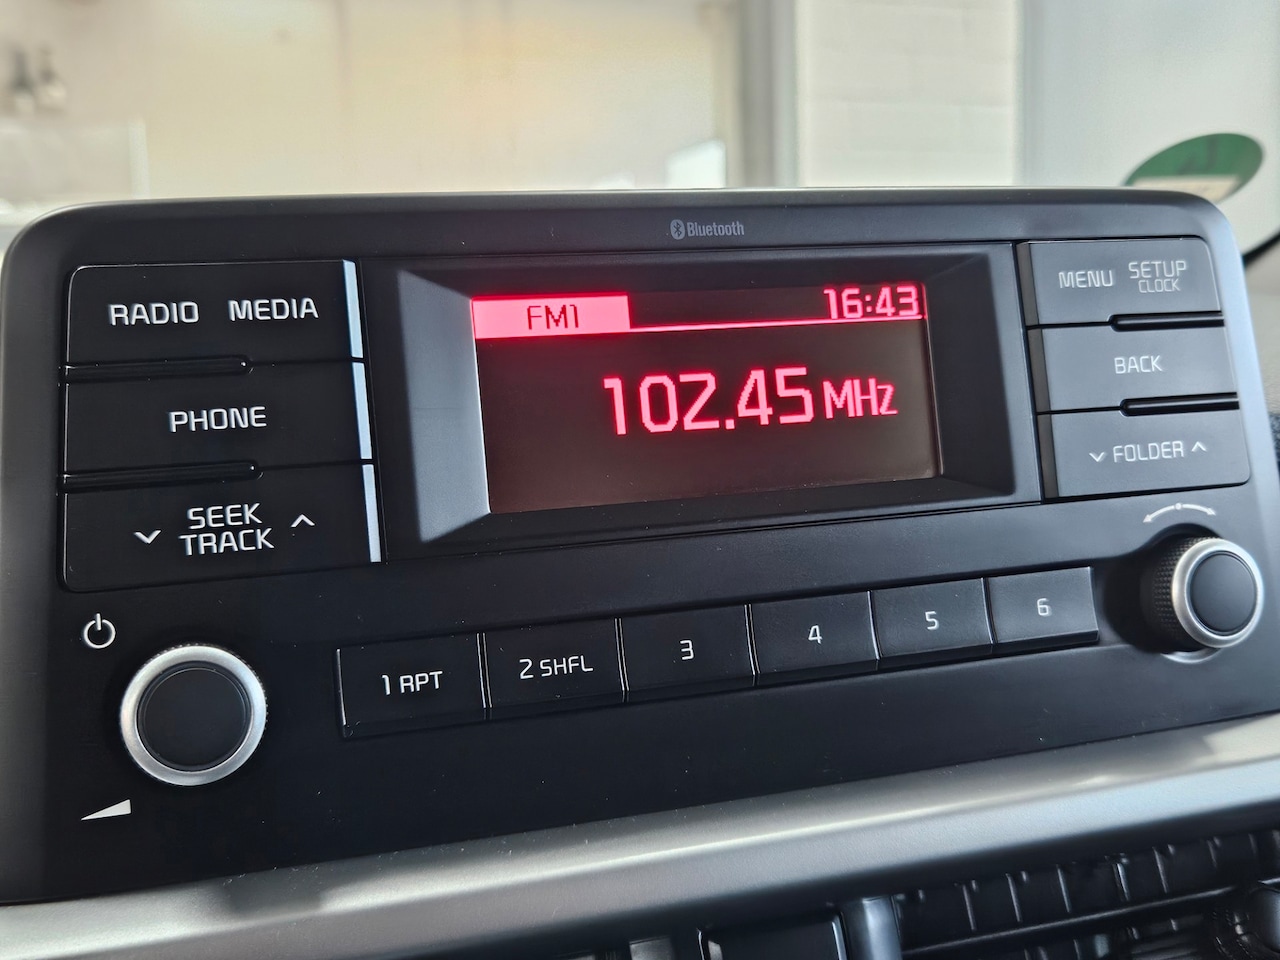 Bluetooth
RADIO MEDIA
PHONE
SEEK
TRACK
FM1 16:43
102.45 MHz
MENU SETUP
CLOCK
BACK
FOLDER
1 RPT 2 SHFL 3 4 5 6